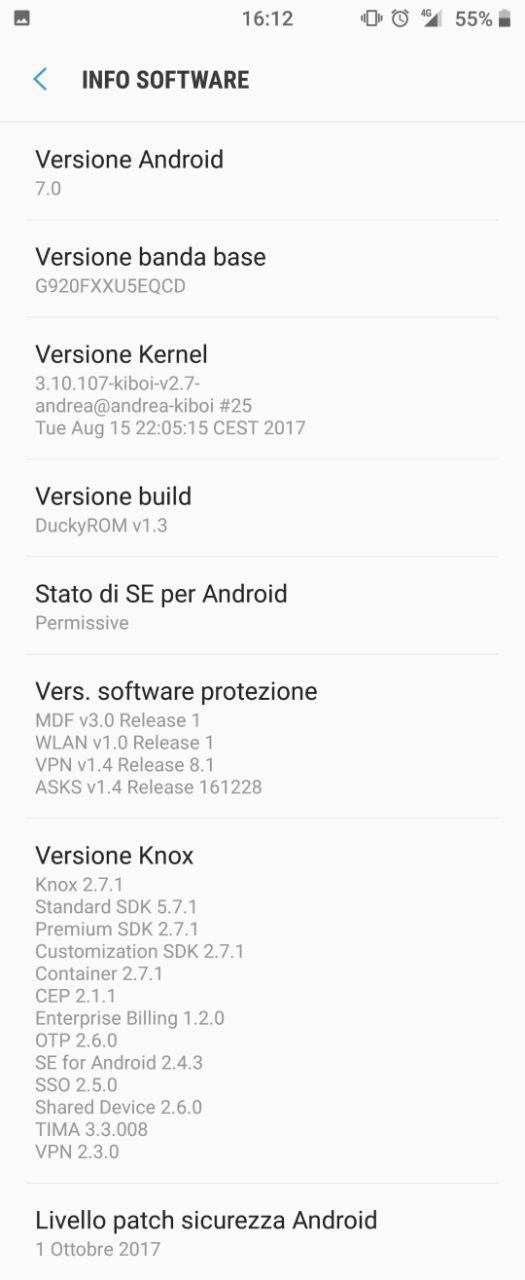 16:12
4G
55%
INFO SOFTWARE
Versione Android
7.0
Versione banda base
G920FXXU5EQCD
Versione Kernel
3.10.107-kiboi-v2.7-
andrea@andrea-kiboi #25
Tue Aug 15 22:05:15 CEST 2017
Versione build
DuckyROM v1.3
Stato di SE per Android
Permissive
Vers. software protezione
MDF v3.0 Release 1
WLAN v1.0 Release 1
VPN v1.4 Release 8.1
ASKS v1.4 Release 161228
Versione Knox
Knox 2.7.1
Standard SDK 5.7.1
Premium SDK 2.7.1
Customization SDK 2.7.1
Container 2.7.1
CEP 2.1.1
Enterprise Billing 1.2.0
OTP 2.6.0
SE for Android 2.4.3
SSO 2.5.0
Shared Device 2.6.0
TIMA 3.3.008
VPN 2.3.0
Livello patch sicurezza Android
1 Ottobre 2017